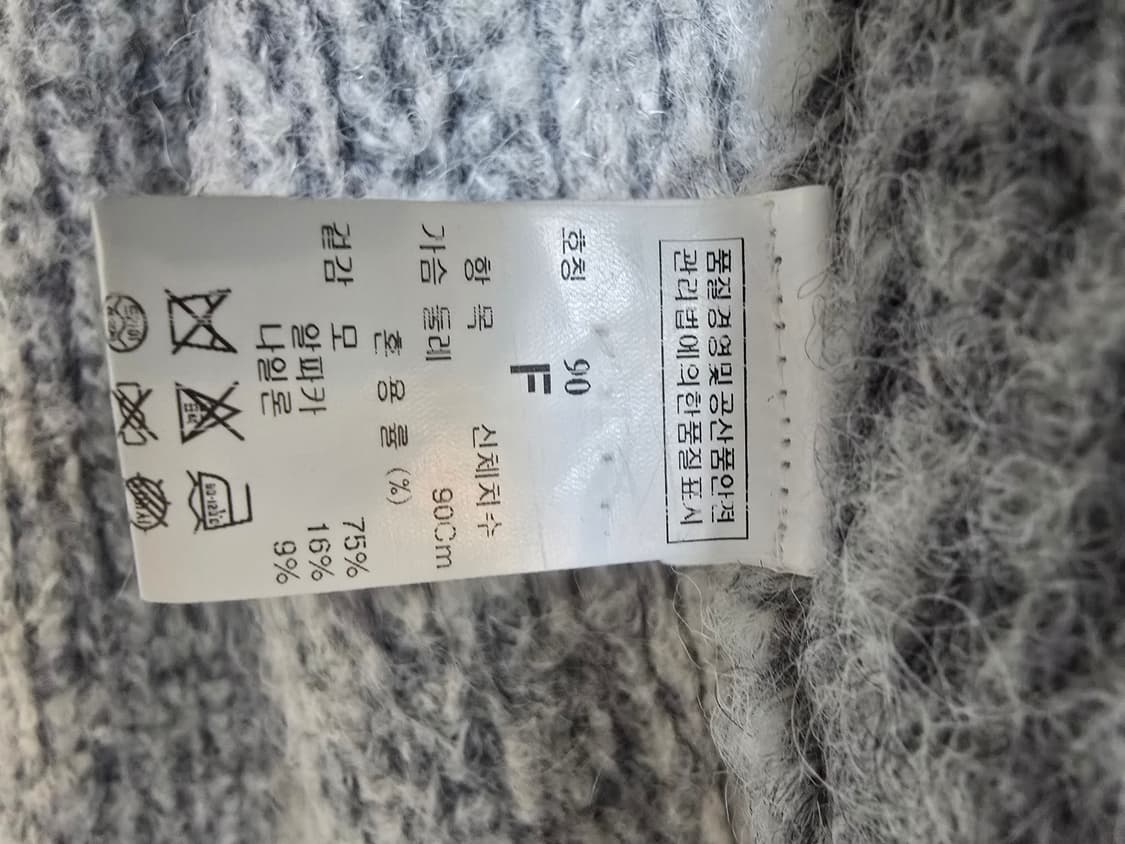 품질경영및공산품안전
관리법에의한품질표시
호칭 90
F
항 목 신체치수
가슴 둘레 90Cm
혼 용 률 (%)
겉감 모 75%
알파카 16%
나일론 9%
80-120℃